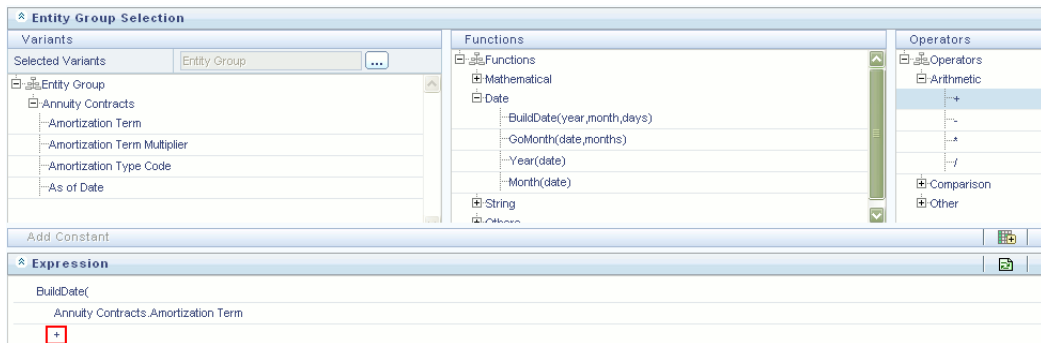 Entity Group Selection
Variants
Selected Variants
Entity Group
...
Entity Group
Annuity Contracts
Amortization Term
Amortization Term Multiplier
Amortization Type Code
As of Date
Functions
Functions
Mathematical
Date
BuildDate(year,month,days)
GoMonth(date,months)
Year(date)
Month(date)
String
Others
Operators
Operators
Arithmetic
+
-
*
/
Comparison
Other
Add Constant
Expression
BuildDate(
Annuity Contracts.Amortization Term
+